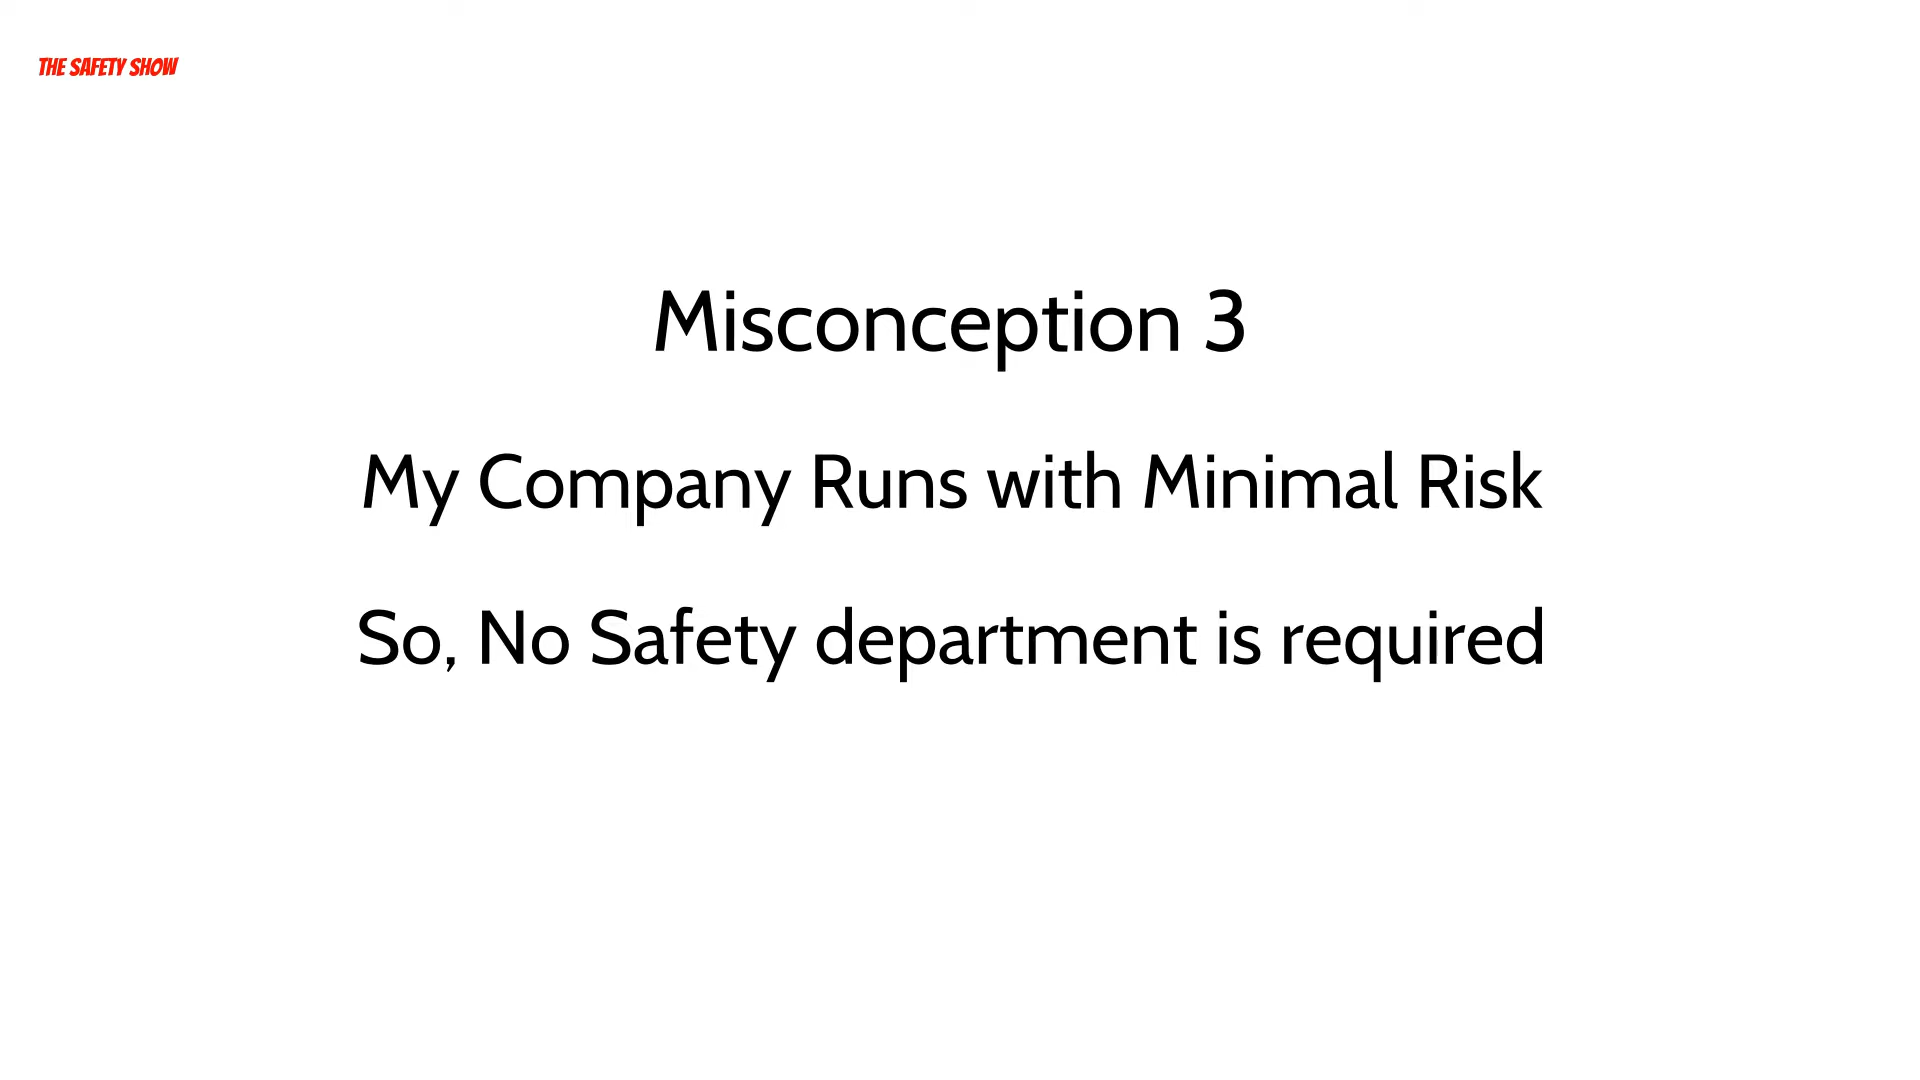 THE SAFETY SHOW
Misconception 3
My Company Runs with Minimal Risk
So, No Safety department is required